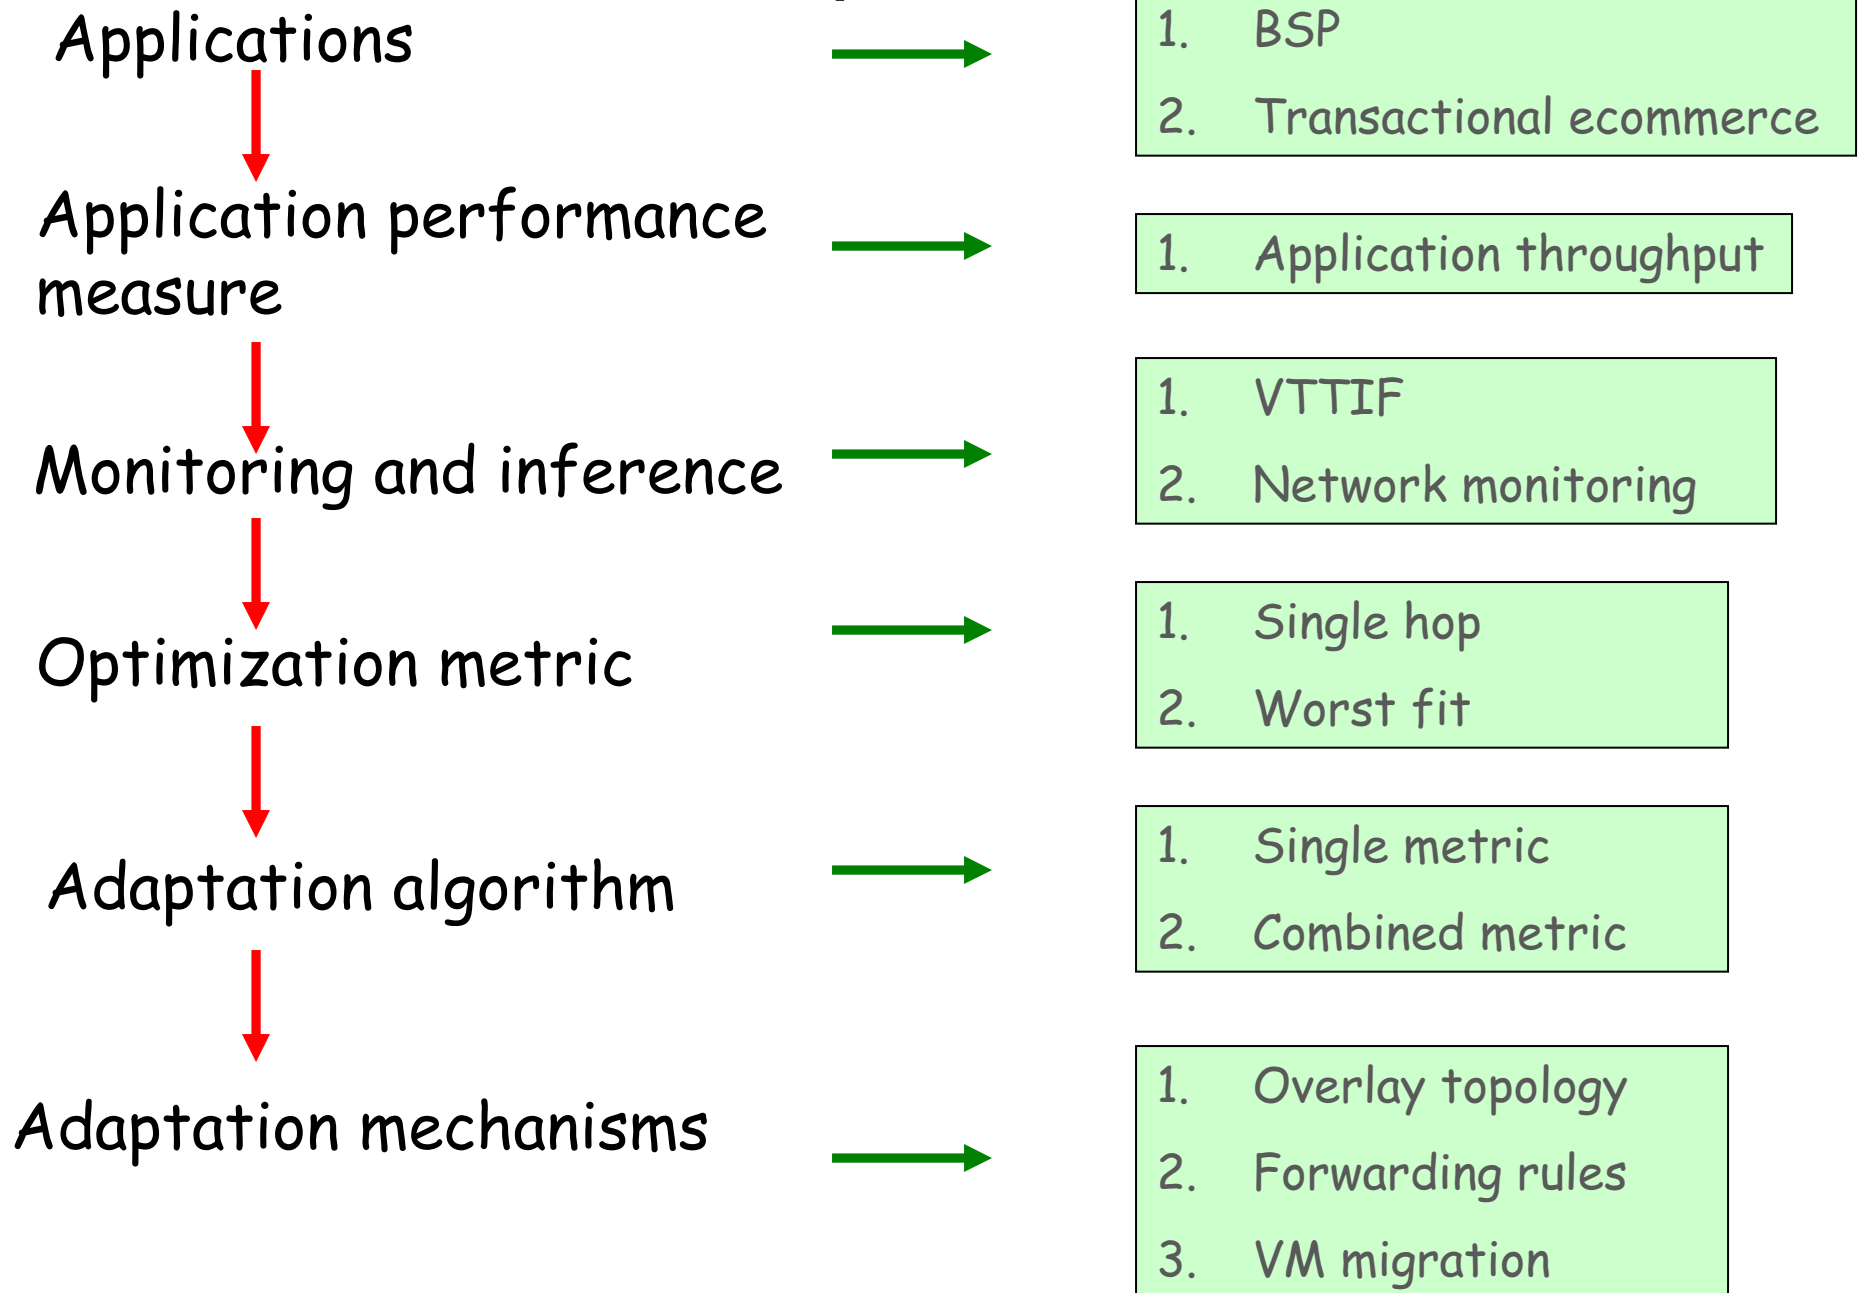 Applications
1. BSP
2. Transactional ecommerce
Application performance
measure
1. Application throughput
Monitoring and inference
1. VTTIF
2. Network monitoring
Optimization metric
1. Single hop
2. Worst fit
Adaptation algorithm
1. Single metric
2. Combined metric
Adaptation mechanisms
1. Overlay topology
2. Forwarding rules
3. VM migration